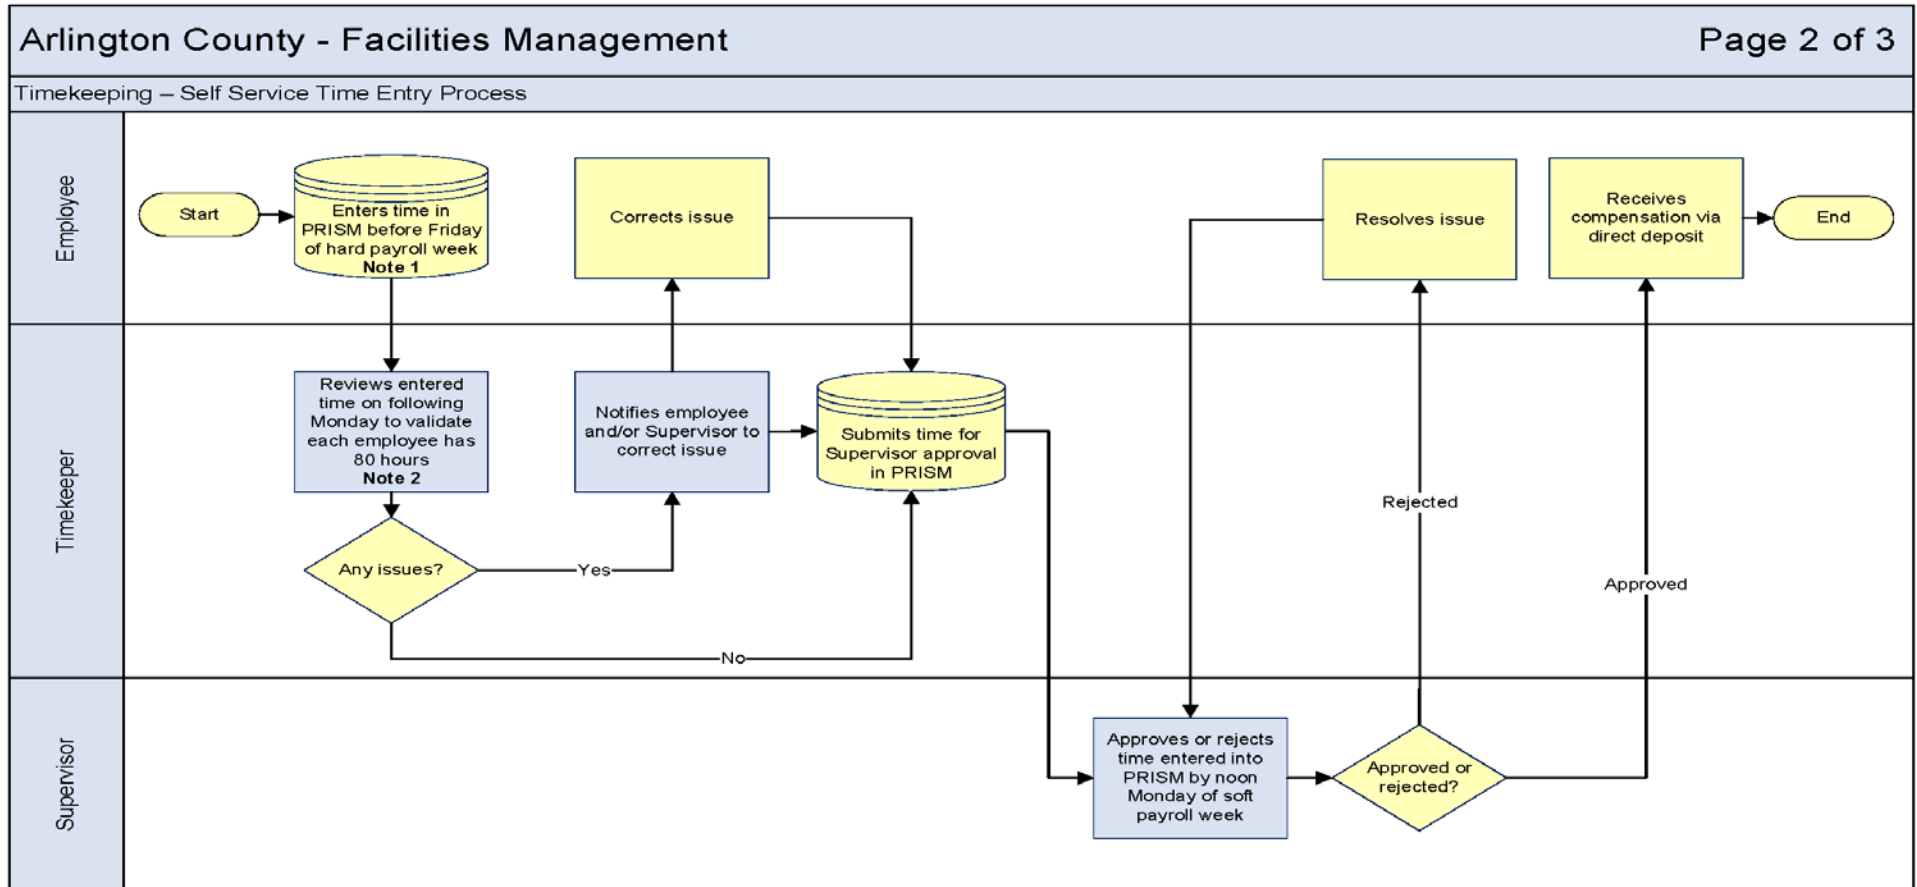 Arlington County - Facilities Management
Page 2 of 3
Timekeeping – Self Service Time Entry Process
Employee
Start
Enters time in
PRISM before Friday
of hard payroll week
Note 1
Corrects issue
Resolves issue
Receives
compensation via
direct deposit
End
Timekeeper
Reviews entered
time on following
Monday to validate
each employee has
80 hours
Note 2
Notifies employee
and/or Supervisor to
correct issue
Submits time for
Supervisor approval
in PRISM
Rejected
Any issues?
Yes
Approved
No
Supervisor
Approves or rejects
time entered into
PRISM by noon
Monday of soft
payroll week
Approved or
rejected?